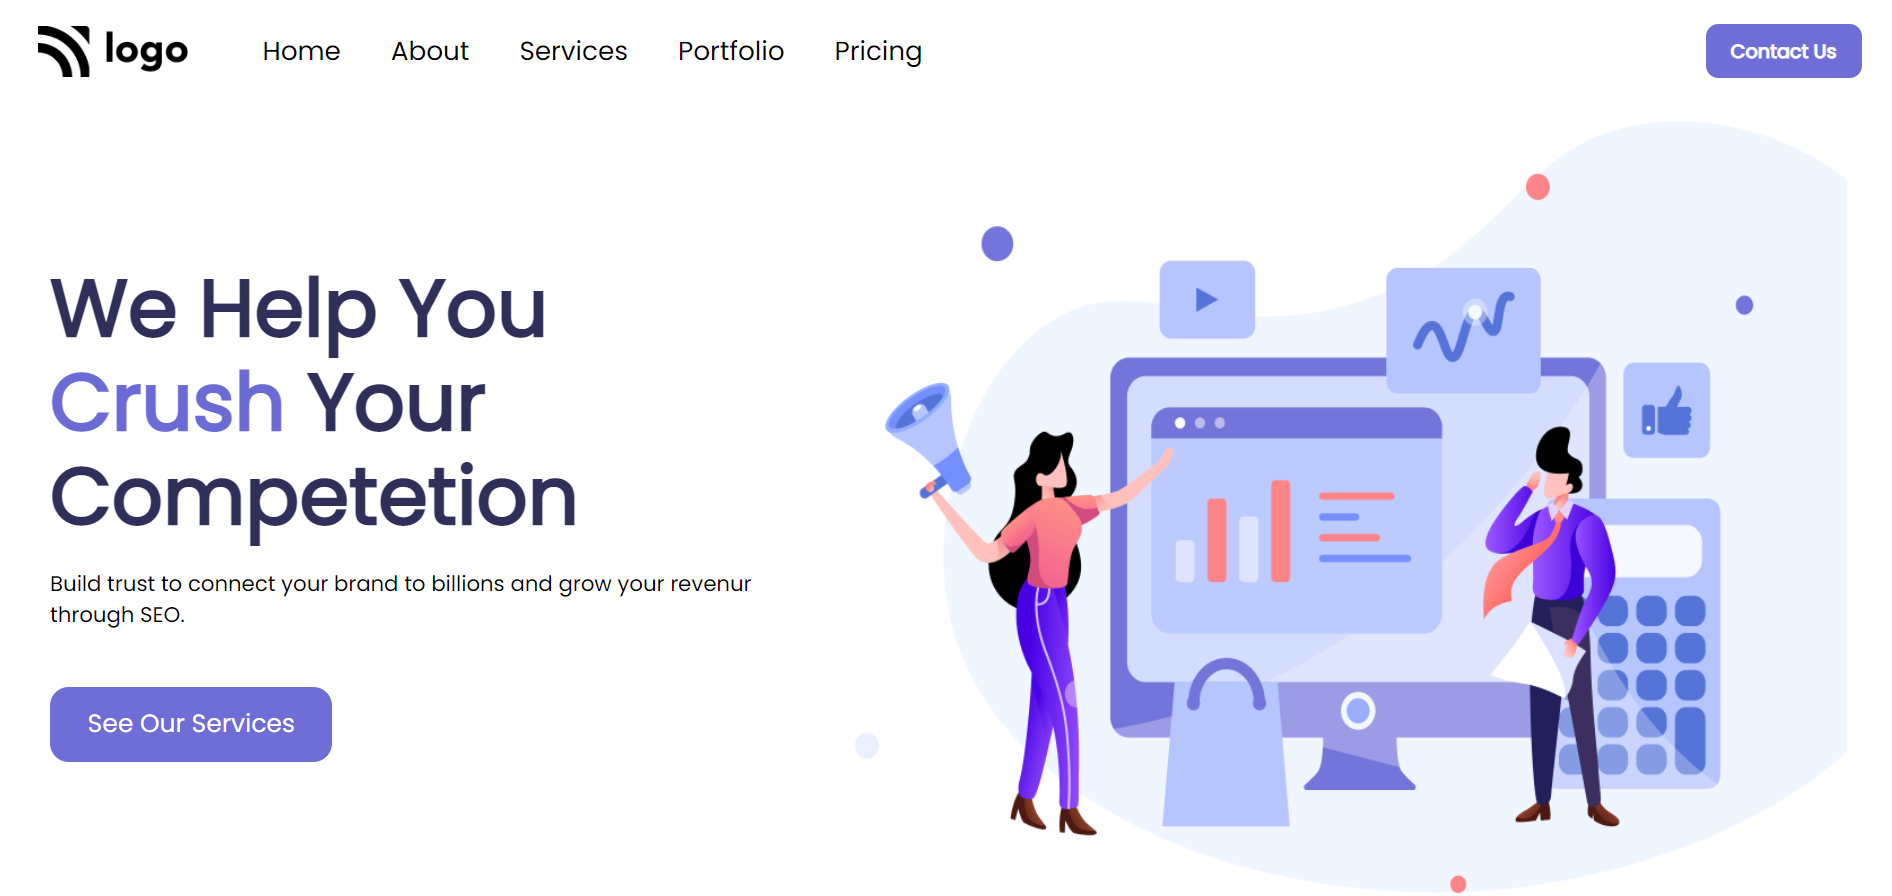 logo
Home About Services Portfolio Pricing
Contact Us
We Help You
Crush Your
Competetion
Build trust to connect your brand to billions and grow your revenur
through SEO.
See Our Services